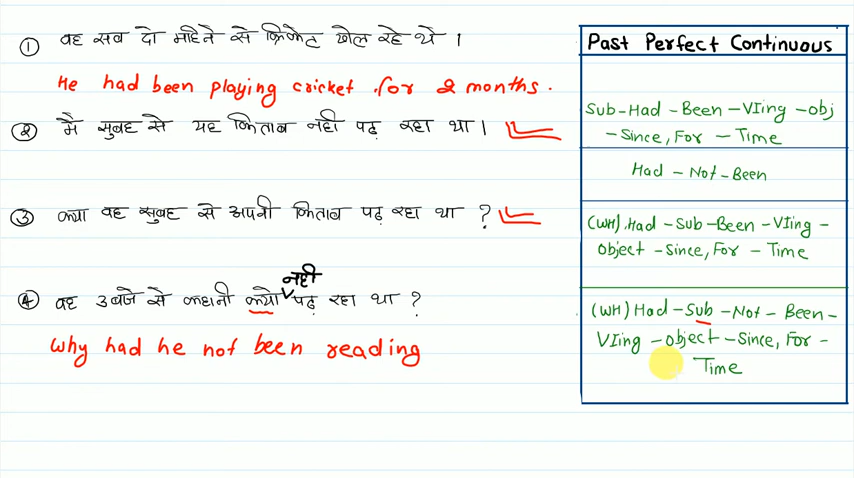 ① वह सब दो महिने से क्रिकेट खेल रहे थे ।
He had been playing cricket for 2 months.
② मैं सुबह से यह किताब नही पढ़ रहा था ।
③ क्या वह सुबह से अपनी किताब पढ़ रहा था ?
नही
④ वह 3 बजे से कहानी क्यो पढ़ रहा था ?
Why had he not been reading
Past Perfect Continuous
Sub-Had-Been-VIing-obj
-Since, For - Time
Had - Not - Been
(WH) Had - Sub - Been - VIing -
Object - Since, For - Time
(WH) Had - Sub - Not - Been -
VIing - object - Since, For -
Time